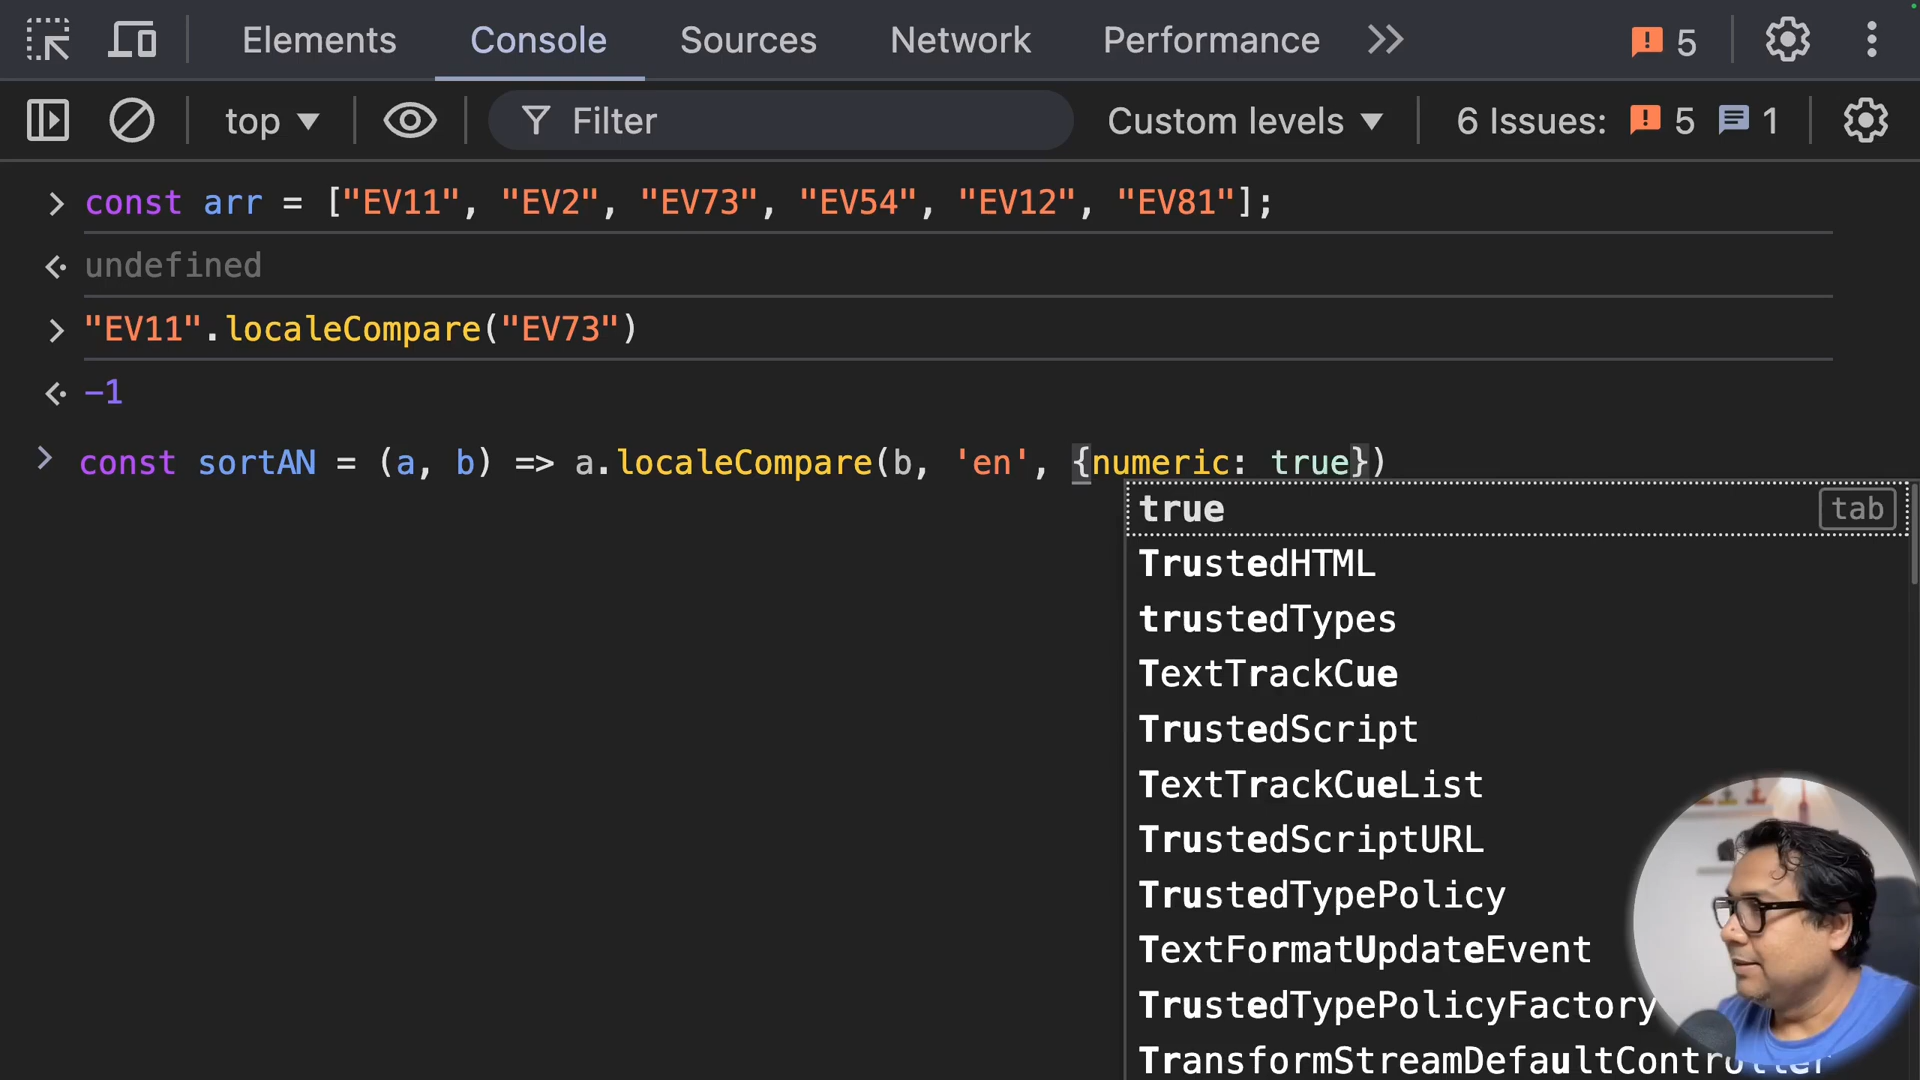 Elements Console Sources Network Performance 5
top Filter Custom levels 6 Issues: 5 1
const arr = ["EV11", "EV2", "EV73", "EV54", "EV12", "EV81"];
undefined
"EV11".localeCompare("EV73")
-1
const sortAN = (a, b) => a.localeCompare(b, 'en', {numeric: true})
true tab
TrustedHTML
trustedTypes
TextTrackCue
TrustedScript
TextTrackCueList
TrustedScriptURL
TrustedTypePolicy
TextFormatUpdateEvent
TrustedTypePolicyFactory
TransformStreamDefaultController